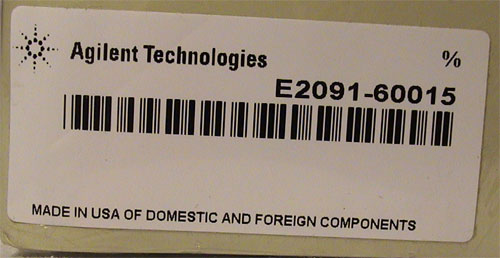 Agilent Technologies
%
E2091-60015
MADE IN USA OF DOMESTIC AND FOREIGN COMPONENTS